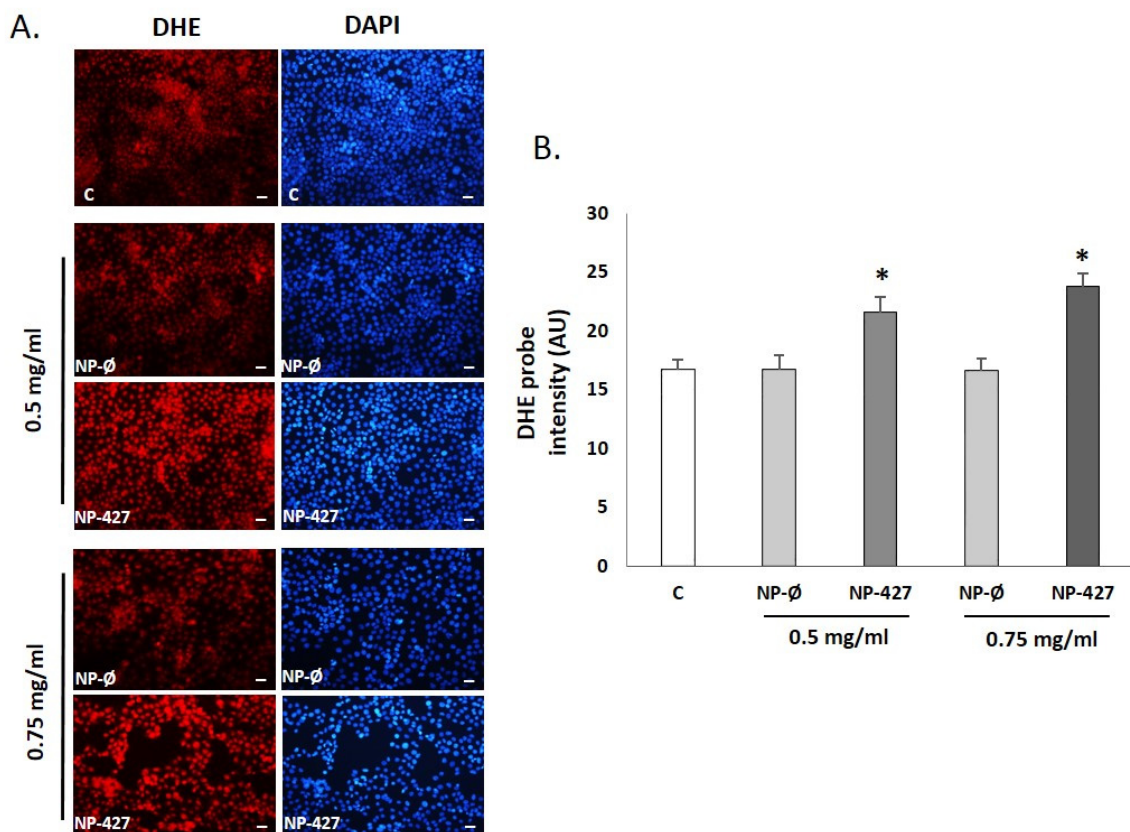 A.
DHE
DAPI
C
C
0.5 mg/ml
NP-Ø
NP-Ø
NP-427
NP-427
0.75 mg/ml
NP-Ø
NP-Ø
NP-427
NP-427
B.
DHE probe
intensity (AU)
30
25
20
15
10
5
0
*
*
C
NP-Ø
NP-427
NP-Ø
NP-427
0.5 mg/ml
0.75 mg/ml